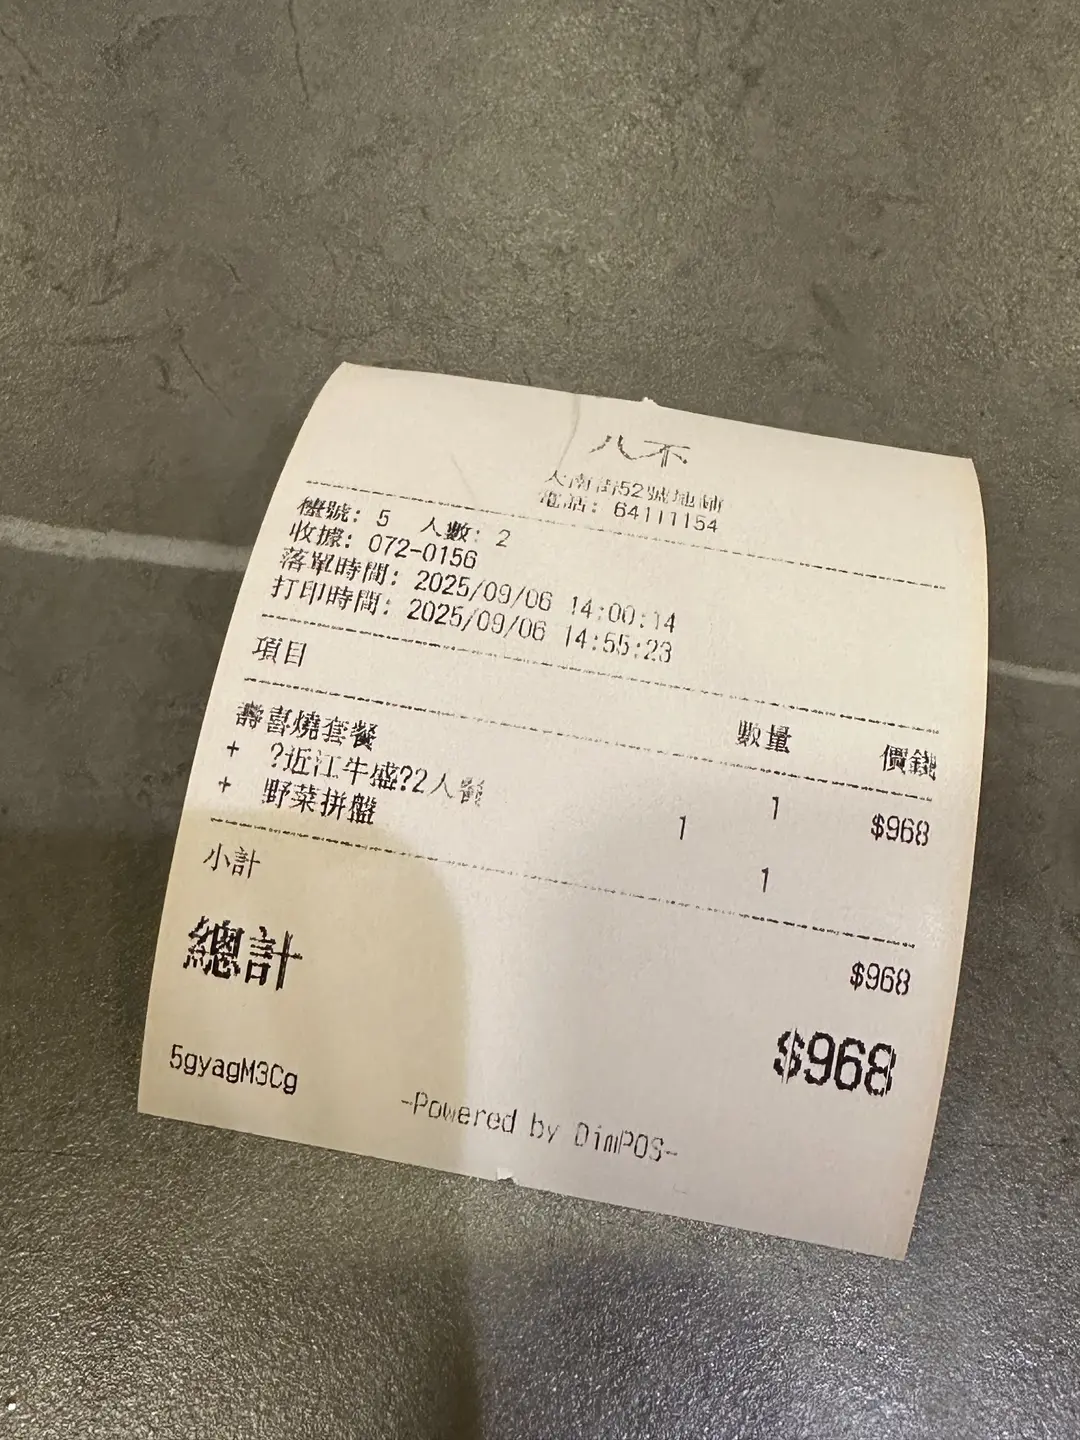 八不
大南街52號地舖
電話: 64111154
檯號: 5 人數: 2
收據: 072-0156
落單時間: 2025/09/06 14:00:14
打印時間: 2025/09/06 14:55:23
項目 數量 價錢
壽喜燒套餐 1 $968
+ ?近江牛盛?2人餐 1
+ 野菜拼盤 1
小計 $968
總計 $968
5gyagM3Cg
-Powered by DimPOS-